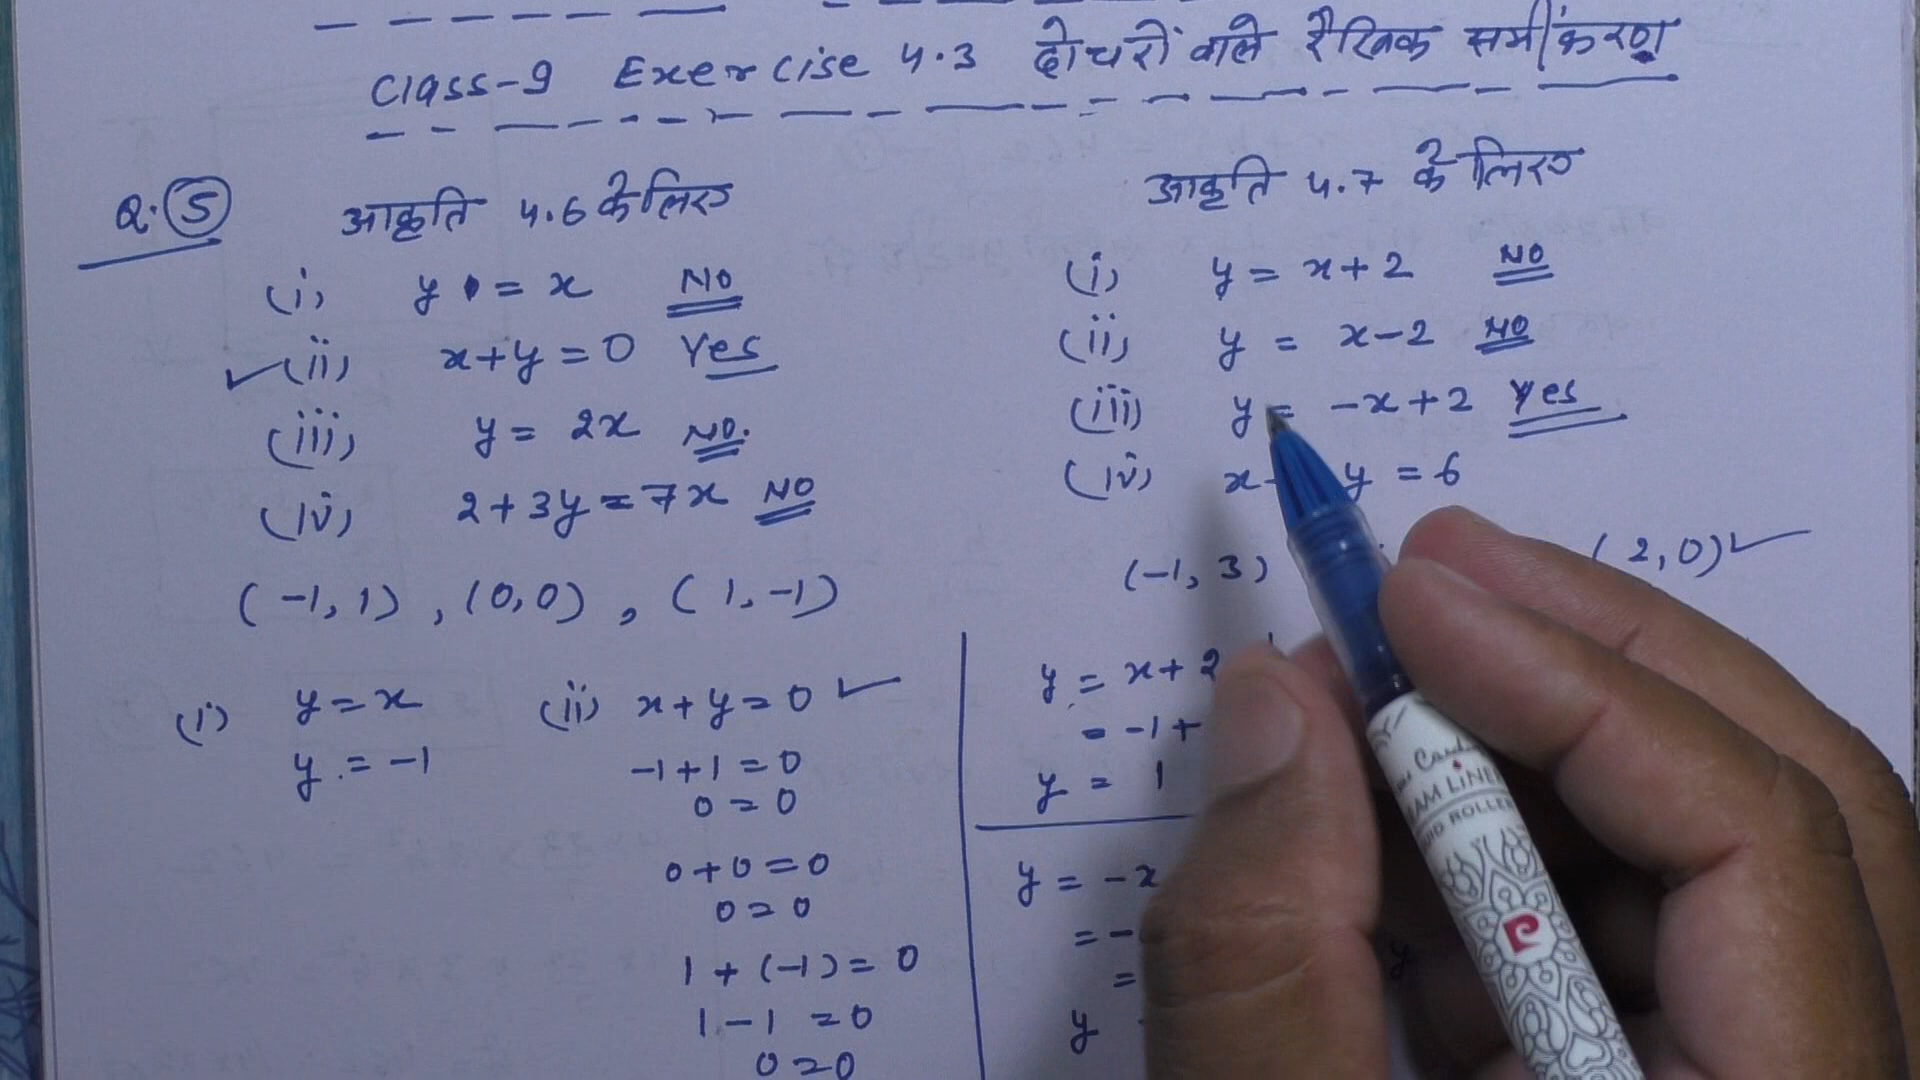 Class-9 Exercise 4.3 दो चरों वाले रैखिक समीकरण
Q.5 आकृति 4.6 के लिए
(i) y = x NO
(ii) x+y=0 Yes
(iii) y = 2x NO.
(iv) 2+3y=7x NO
(-1,1), (0,0), (1,-1)
(i) y=x
y=-1
(ii) x+y=0
-1+1=0
0=0
0+0=0
0=0
1+(-1)=0
1-1=0
0=0
आकृति 4.7 के लिए
(i) y = x+2 NO
(ii) y = x-2 NO
(iii) y = -x+2 Yes
(iv) x y = 6
(-1,3) (2,0)
y = x+2
= -1+
y = 1
y = -x
= -
=
y